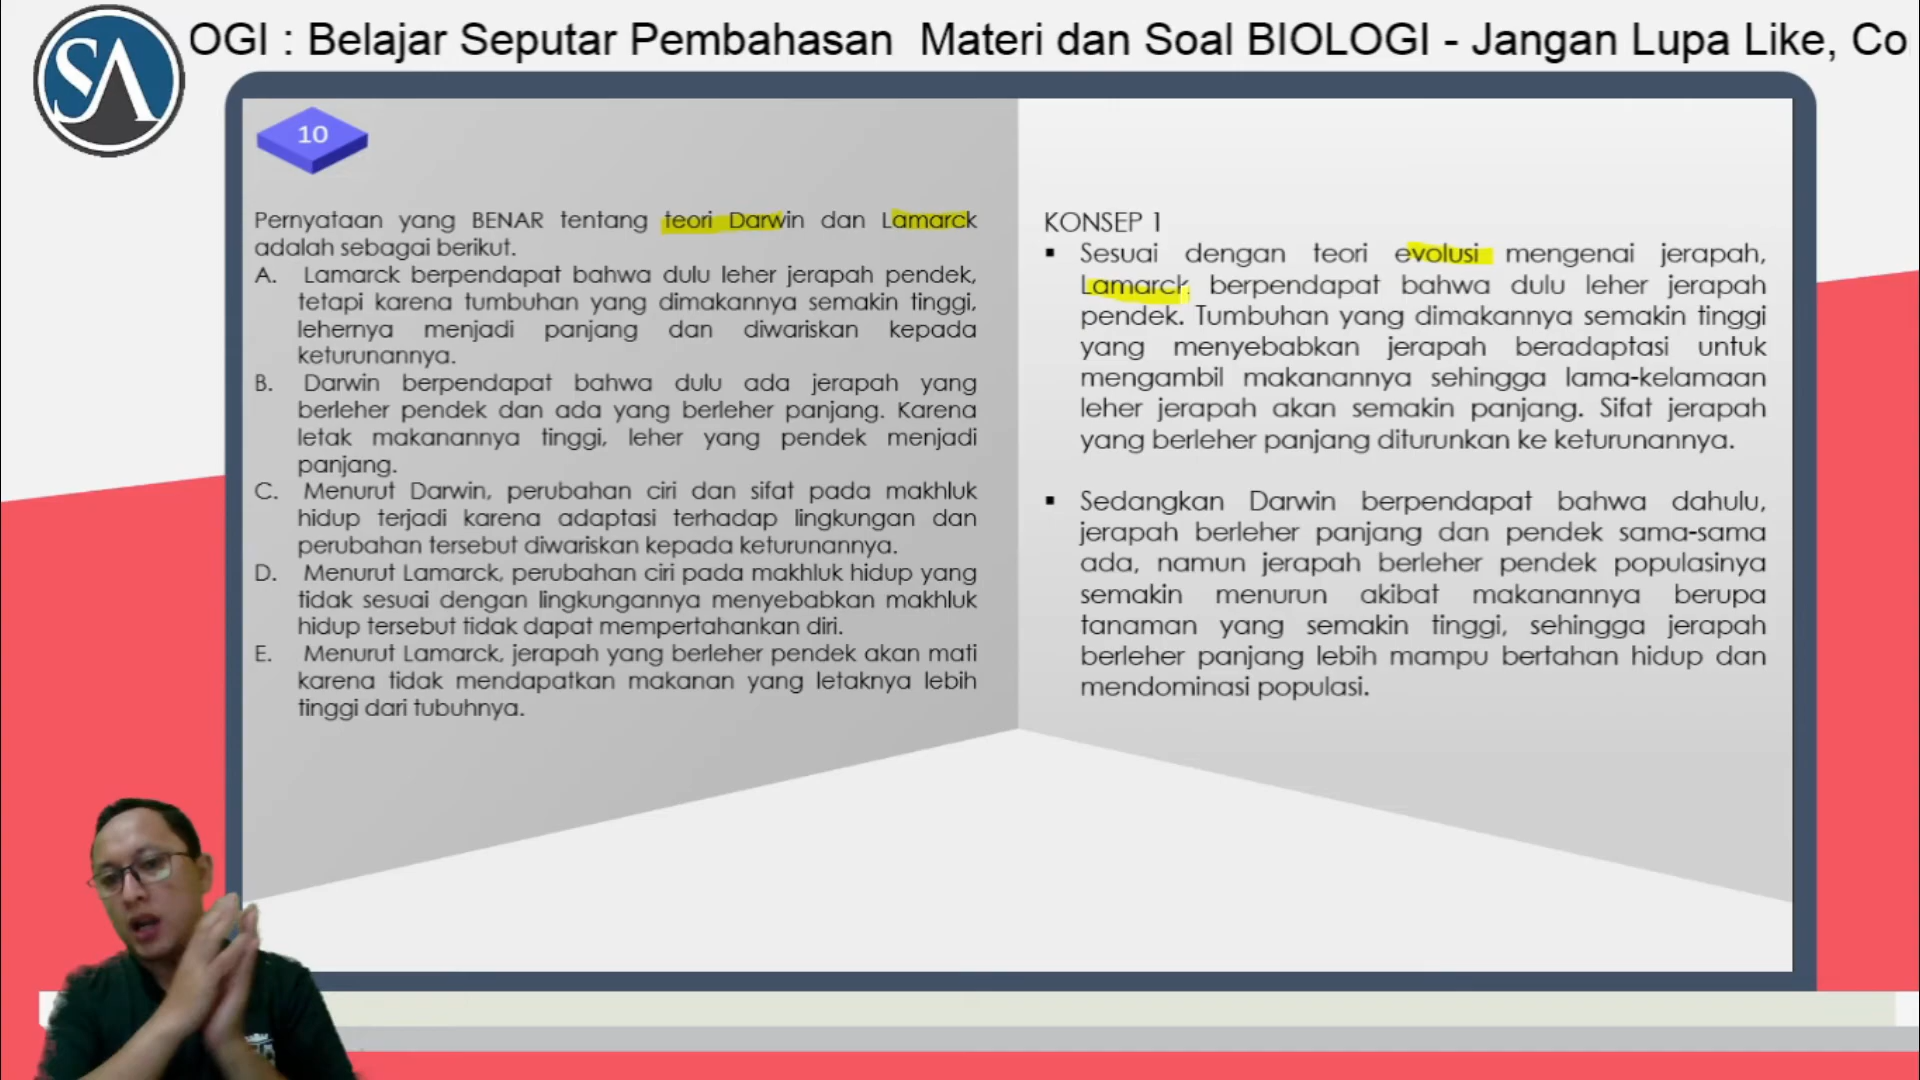 OGI : Belajar Seputar Pembahasan  Materi dan Soal BIOLOGI - Jangan Lupa Like, Co
SA
10
Pernyataan yang BENAR tentang teori Darwin dan Lamarck
adalah sebagai berikut.
A. Lamarck berpendapat bahwa dulu leher jerapah pendek,
tetapi karena tumbuhan yang dimakannya semakin tinggi,
lehernya menjadi panjang dan diwariskan kepada
keturunannya.
B. Darwin berpendapat bahwa dulu ada jerapah yang
berleher pendek dan ada yang berleher panjang. Karena
letak makanannya tinggi, leher yang pendek menjadi
panjang.
C. Menurut Darwin, perubahan ciri dan sifat pada makhluk
hidup terjadi karena adaptasi terhadap lingkungan dan
perubahan tersebut diwariskan kepada keturunannya.
D. Menurut Lamarck, perubahan ciri pada makhluk hidup yang
tidak sesuai dengan lingkungannya menyebabkan makhluk
hidup tersebut tidak dapat mempertahankan diri.
E. Menurut Lamarck, jerapah yang berleher pendek akan mati
karena tidak mendapatkan makanan yang letaknya lebih
tinggi dari tubuhnya.
KONSEP 1
▪ Sesuai dengan teori evolusi mengenai jerapah,
Lamarck berpendapat bahwa dulu leher jerapah
pendek. Tumbuhan yang dimakannya semakin tinggi
yang menyebabkan jerapah beradaptasi untuk
mengambil makanannya sehingga lama-kelamaan
leher jerapah akan semakin panjang. Sifat jerapah
yang berleher panjang diturunkan ke keturunannya.
▪ Sedangkan Darwin berpendapat bahwa dahulu,
jerapah berleher panjang dan pendek sama-sama
ada, namun jerapah berleher pendek populasinya
semakin menurun akibat makanannya berupa
tanaman yang semakin tinggi, sehingga jerapah
berleher panjang lebih mampu bertahan hidup dan
mendominasi populasi.